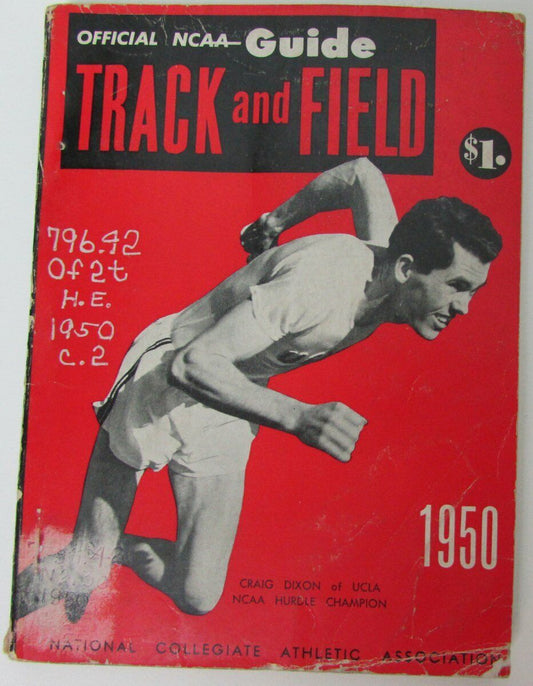 OFFICIAL NCAA—Guide
TRACK and FIELD
$1.
796.42
Of2t
H.E.
1950
C.2
1950
CRAIG DIXON of UCLA
NCAA HURDLE CHAMPION
NATIONAL COLLEGIATE ATHLETIC ASSOCIATION